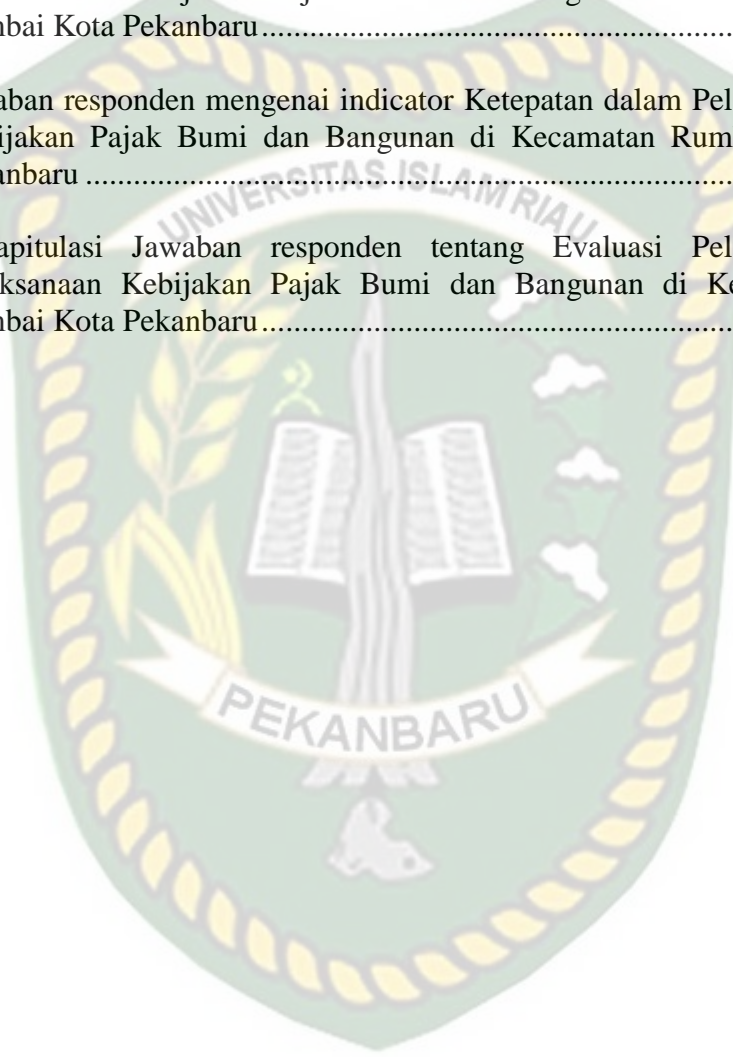 nbai Kota Pekanbaru........................................................................
aban responden mengenai indicator Ketepatan dalam Pel
ijakan Pajak Bumi dan Bangunan di Kecamatan Rum
anbaru ........................................................................
UNIVERSITAS ISLAM RIAU
apitulasi Jawaban responden tentang Evaluasi Pel
ksanaan Kebijakan Pajak Bumi dan Bangunan di Ke
nbai Kota Pekanbaru........................................................................
PEKANBARU